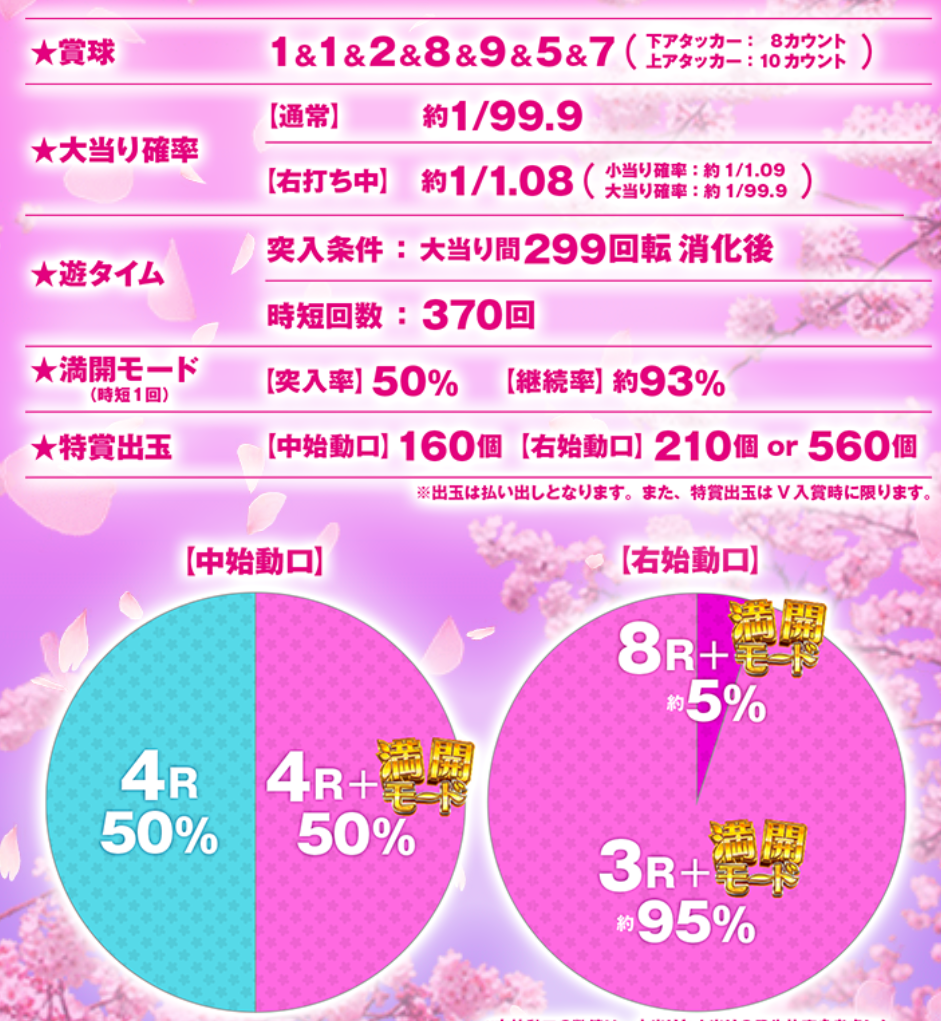 ★賞球 1&1&2&8&9&5&7(下アタッカー：8カウント
上アタッカー：10カウント)
★大当り確率
【通常】 約1/99.9
【右打ち中】 約1/1.08(小当り確率：約1/1.09
大当り確率：約1/99.9)
★遊タイム
突入条件：大当り間299回転 消化後
時短回数：370回
★満開モード
(時短1回)
【突入率】50% 【継続率】約93%
★特賞出玉 【中始動口】160個 【右始動口】210個 or 560個
※出玉は払い出しとなります。また、特賞出玉はV入賞時に限ります。
【中始動口】
4R
50%
4R+満開モード
50%
【右始動口】
8R+満開モード
約5%
3R+満開モード
約95%